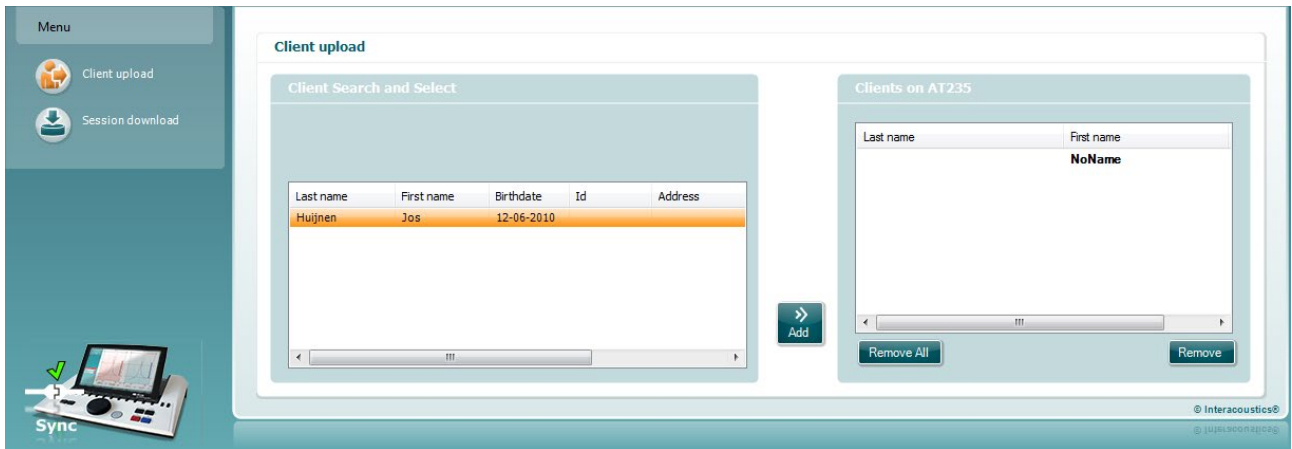 Menu
Client upload
Session download
Sync
Client upload
Client Search and Select
Last name First name Birthdate Id Address
Huijnen Jos 12-06-2010
Add
Clients on AT235
Last name First name
NoName
Remove All Remove
© Interacoustics®